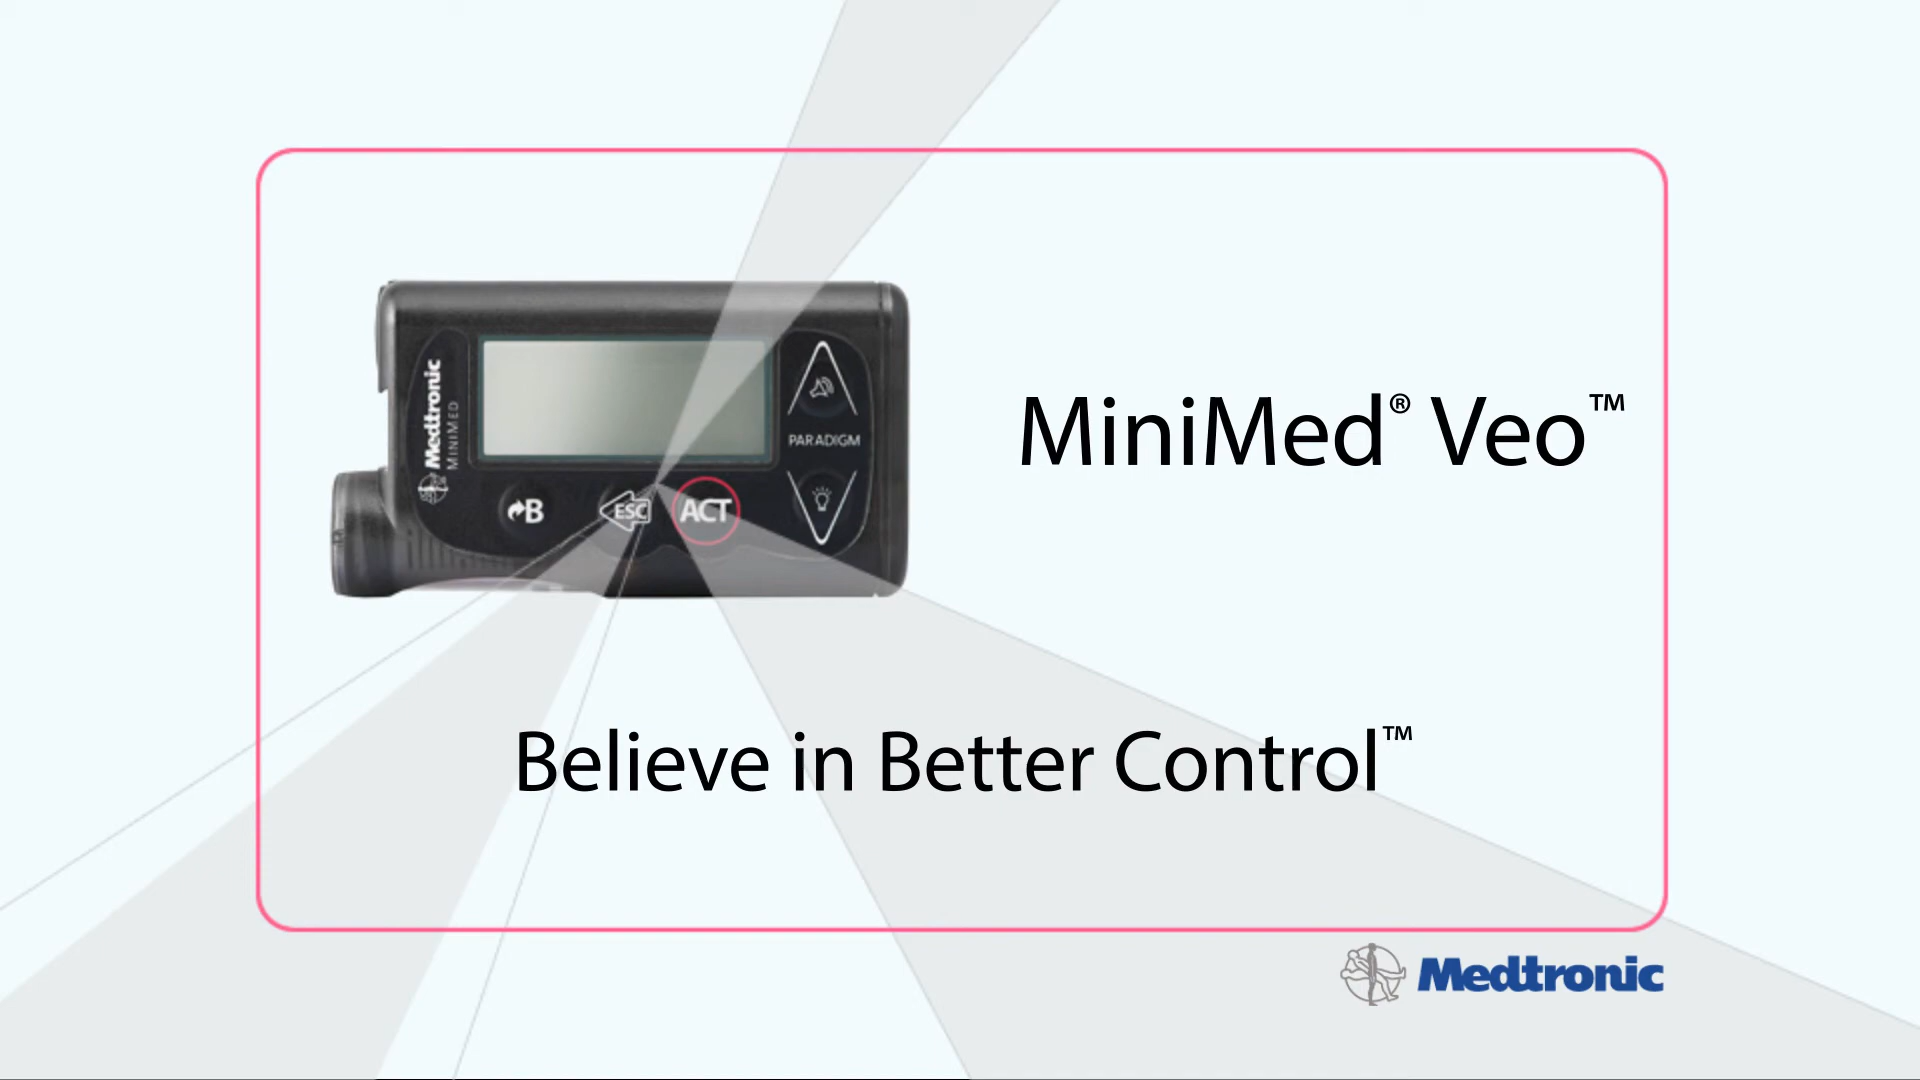 Medtronic
MINIMED
PARADIGM
B
ESC
ACT
MiniMed® Veo™
Believe in Better Control™
Medtronic